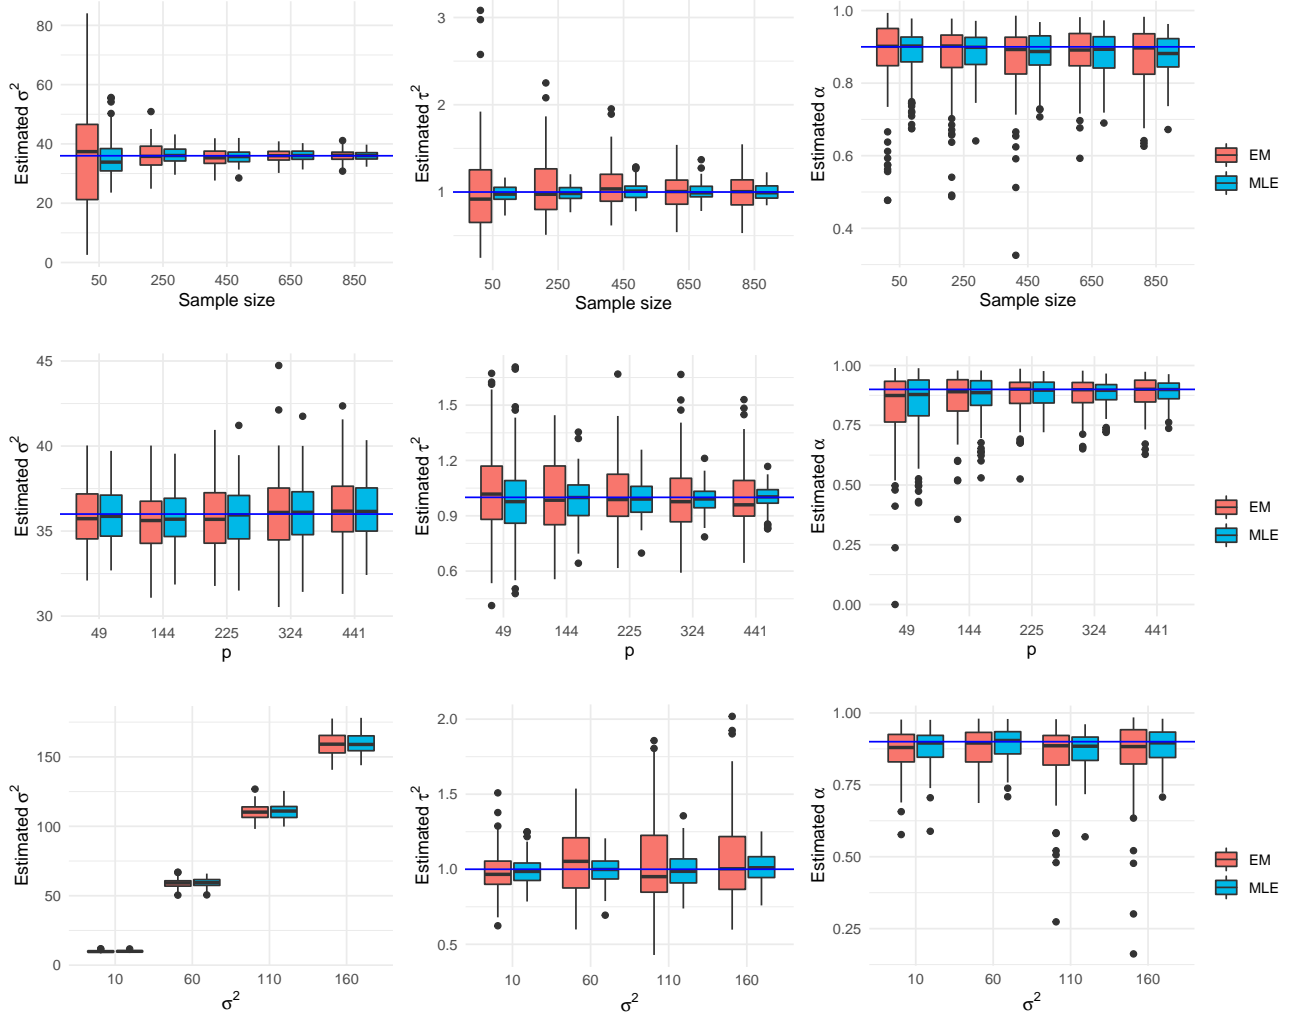 Estimated σ²
80
60
40
20
0
50 250 450 650 850
Sample size
Estimated τ²
3
2
1
50 250 450 650 850
Sample size
Estimated α
1.0
0.8
0.6
0.4
50 250 450 650 850
Sample size
EM
MLE
Estimated σ²
45
40
35
30
49 144 225 324 441
p
Estimated τ²
1.5
1.2
0.9
0.6
49 144 225 324 441
p
Estimated α
1.00
0.75
0.50
0.25
0.00
49 144 225 324 441
p
EM
MLE
Estimated σ²
150
100
50
0
10 60 110 160
σ²
Estimated τ²
2.0
1.5
1.0
0.5
10 60 110 160
σ²
Estimated α
1.00
0.75
0.50
0.25
10 60 110 160
σ²
EM
MLE